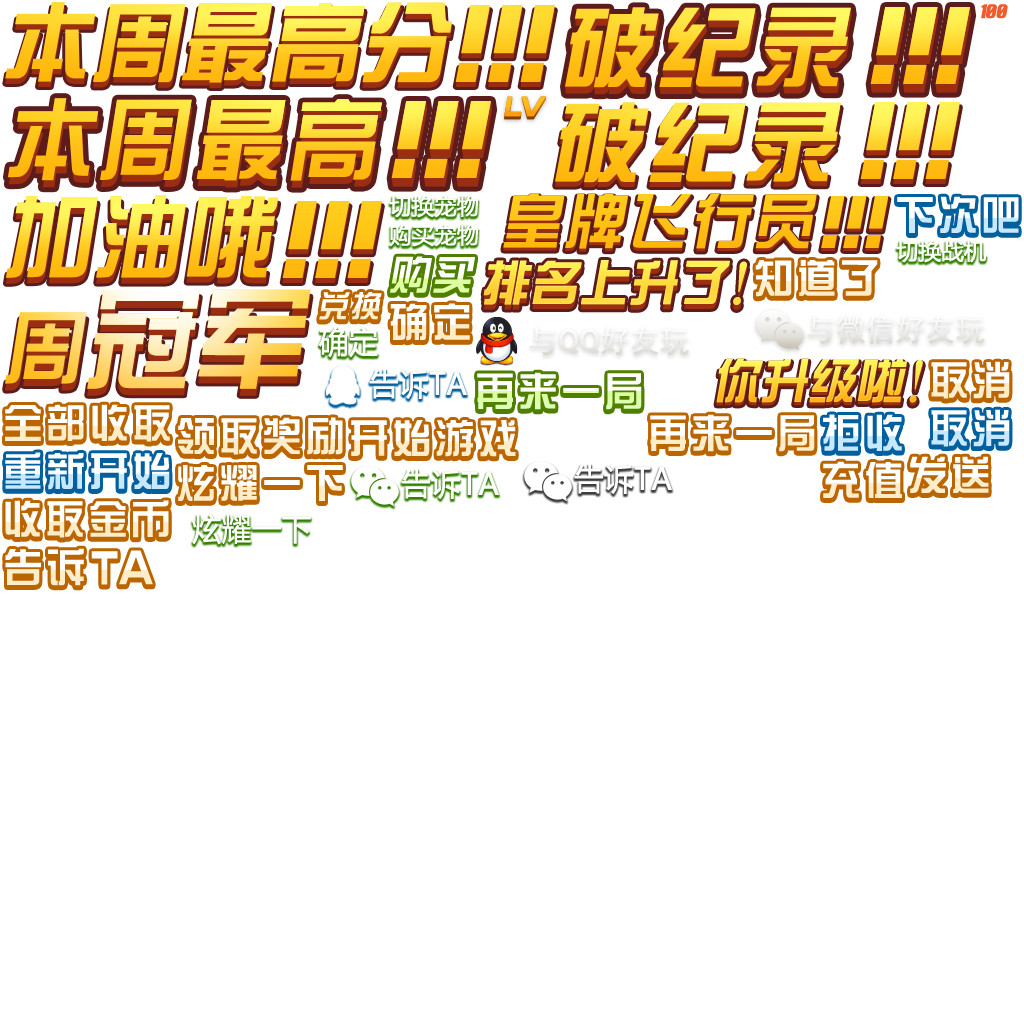 本周最高分!!!
破纪录!!!
100
本周最高!!!
LV
破纪录!!!
加油哦!!!
切换宠物
购买宠物
皇牌飞行员!!!
下次吧
切换战机
购买
排名上升了!
知道了
周冠军
兑换
确定
确定
与QQ好友玩
与微信好友玩
告诉TA
再来一局
你升级啦!
取消
全部收取
领取奖励
开始游戏
再来一局
拒收
取消
重新开始
炫耀一下
告诉TA
告诉TA
充值
发送
收取金币
炫耀一下
告诉TA